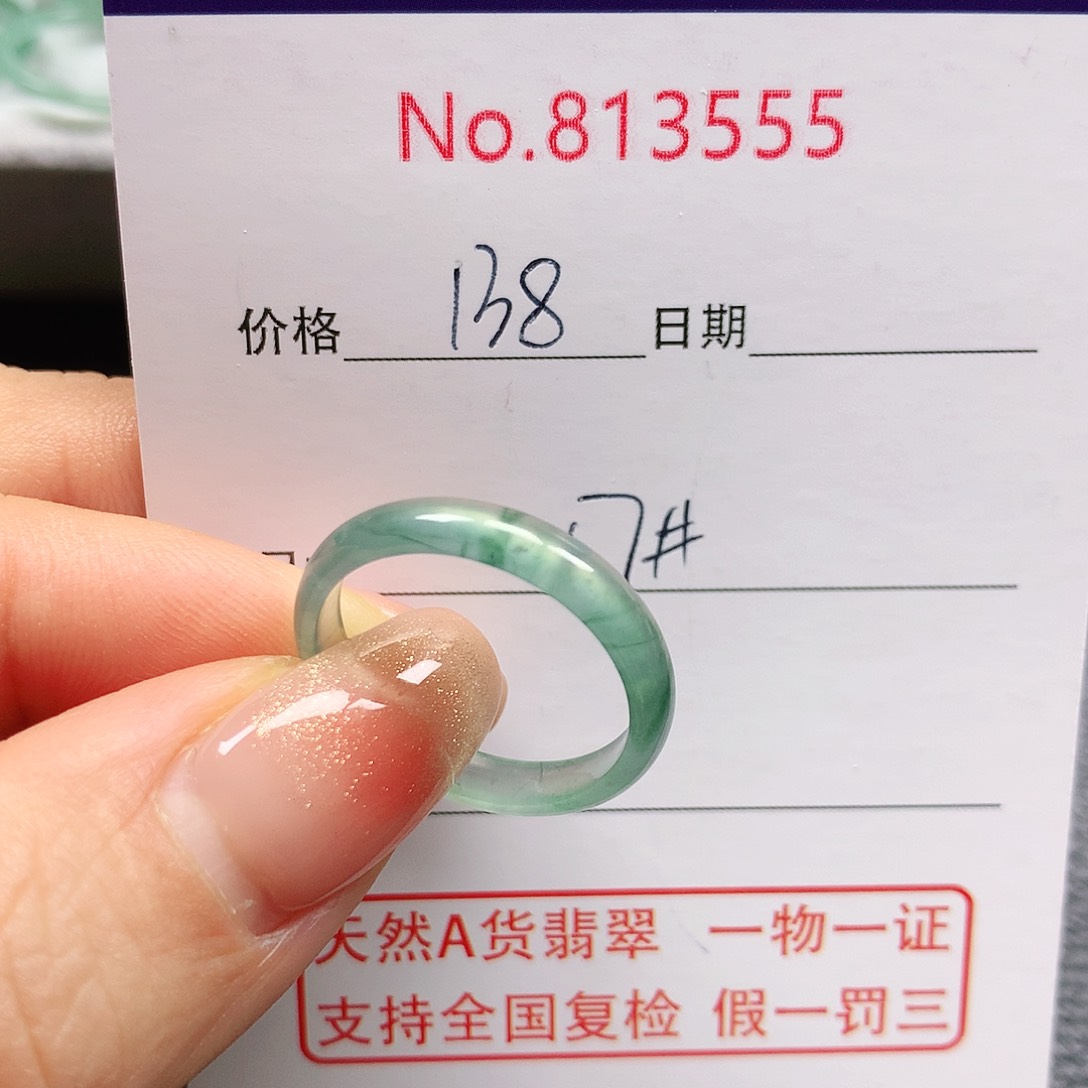 No.813555
价格 138 日期
17#
天然A货翡翠 一物一证
支持全国复检 假一罚三